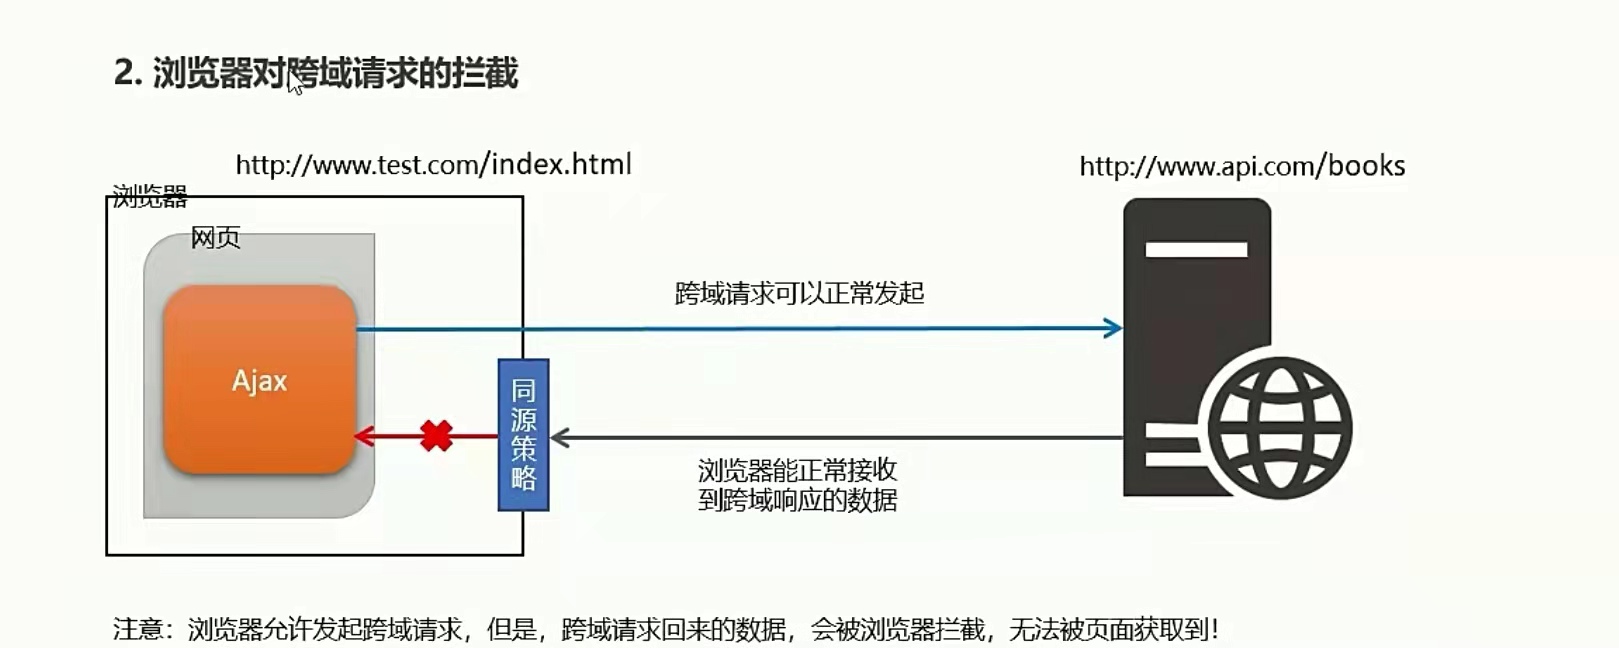 2. 浏览器对跨域请求的拦截
http://www.test.com/index.html
http://www.api.com/books
浏览器
网页
跨域请求可以正常发起
Ajax
同源策略
浏览器能正常接收
到跨域响应的数据
注意：浏览器允许发起跨域请求，但是，跨域请求回来的数据，会被浏览器拦截，无法被页面获取到！